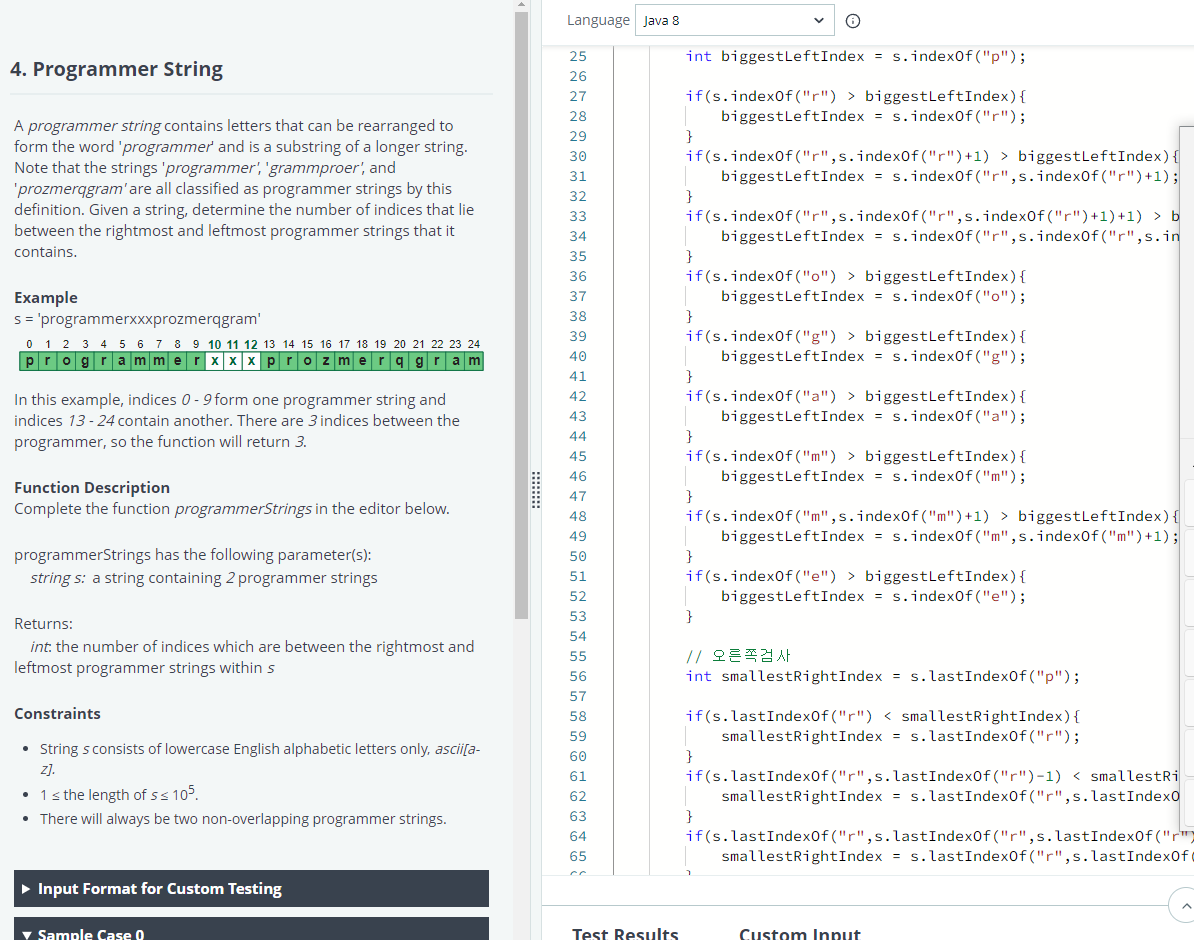 4. Programmer String
A programmer string contains letters that can be rearranged to
form the word 'programmer' and is a substring of a longer string.
Note that the strings 'programmer', 'grammproer', and
'prozmerqgram' are all classified as programmer strings by this
definition. Given a string, determine the number of indices that lie
between the rightmost and leftmost programmer strings that it
contains.
Example
s = 'programmerxxxprozmerqgram'
0 1 2 3 4 5 6 7 8 9 10 11 12 13 14 15 16 17 18 19 20 21 22 23 24
p r o g r a m m e r x x x p r o z m e r q g r a m
In this example, indices 0 - 9 form one programmer string and
indices 13 - 24 contain another. There are 3 indices between the
programmer, so the function will return 3.
Function Description
Complete the function programmerStrings in the editor below.
programmerStrings has the following parameter(s):
string s: a string containing 2 programmer strings
Returns:
int: the number of indices which are between the rightmost and
leftmost programmer strings within s
Constraints
• String s consists of lowercase English alphabetic letters only, ascii[a-
z].
• 1 ≤ the length of s ≤ 10⁵.
• There will always be two non-overlapping programmer strings.
▶ Input Format for Custom Testing
▼ Sample Case 0
Language Java 8
25 int biggestLeftIndex = s.indexOf("p");
26
27 if(s.indexOf("r") > biggestLeftIndex){
28 biggestLeftIndex = s.indexOf("r");
29 }
30 if(s.indexOf("r",s.indexOf("r")+1) > biggestLeftIndex){
31 biggestLeftIndex = s.indexOf("r",s.indexOf("r")+1);
32 }
33 if(s.indexOf("r",s.indexOf("r",s.indexOf("r")+1)+1) > b
34 biggestLeftIndex = s.indexOf("r",s.indexOf("r",s.in
35 }
36 if(s.indexOf("o") > biggestLeftIndex){
37 biggestLeftIndex = s.indexOf("o");
38 }
39 if(s.indexOf("g") > biggestLeftIndex){
40 biggestLeftIndex = s.indexOf("g");
41 }
42 if(s.indexOf("a") > biggestLeftIndex){
43 biggestLeftIndex = s.indexOf("a");
44 }
45 if(s.indexOf("m") > biggestLeftIndex){
46 biggestLeftIndex = s.indexOf("m");
47 }
48 if(s.indexOf("m",s.indexOf("m")+1) > biggestLeftIndex){
49 biggestLeftIndex = s.indexOf("m",s.indexOf("m")+1);
50 }
51 if(s.indexOf("e") > biggestLeftIndex){
52 biggestLeftIndex = s.indexOf("e");
53 }
54
55 // 오른쪽검사
56 int smallestRightIndex = s.lastIndexOf("p");
57
58 if(s.lastIndexOf("r") < smallestRightIndex){
59 smallestRightIndex = s.lastIndexOf("r");
60 }
61 if(s.lastIndexOf("r",s.lastIndexOf("r")-1) < smallestRi
62 smallestRightIndex = s.lastIndexOf("r",s.lastIndexO
63 }
64 if(s.lastIndexOf("r",s.lastIndexOf("r",s.lastIndexOf("r")
65 smallestRightIndex = s.lastIndexOf("r",s.lastIndexOf(
Test Results Custom Input